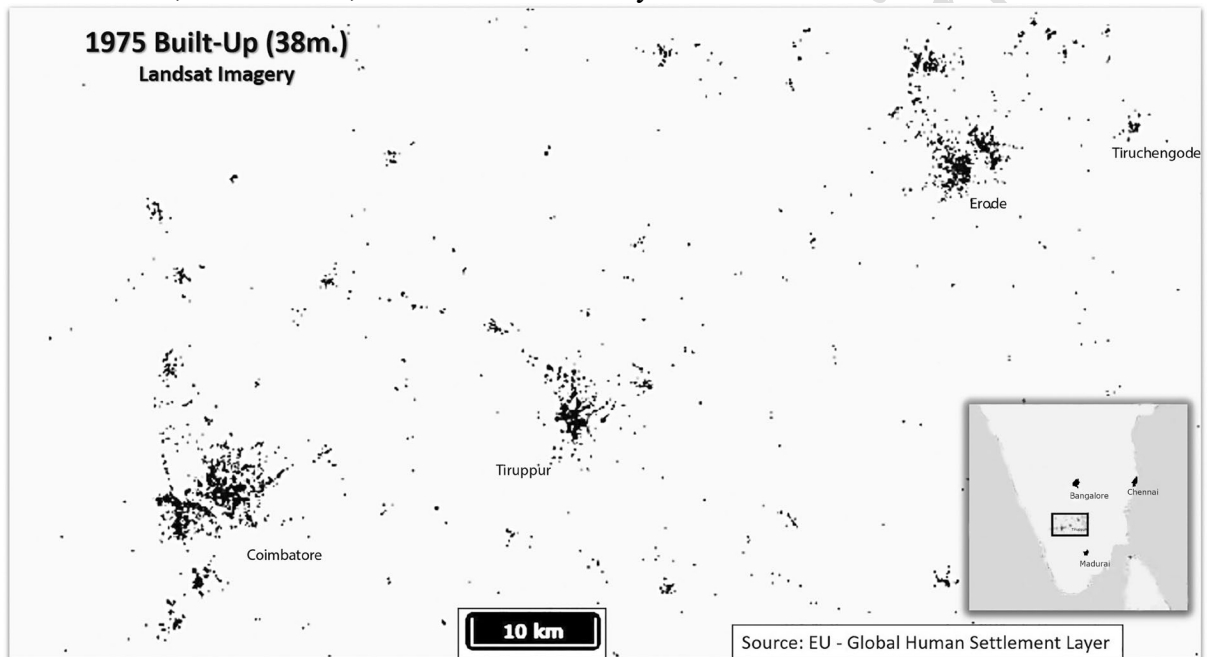 1975 Built-Up (38m.)
Landsat Imagery
Tiruchengode
Erode
Tiruppur
Bangalore
Chennai
Coimbatore
Madurai
10 km
Source: EU - Global Human Settlement Layer